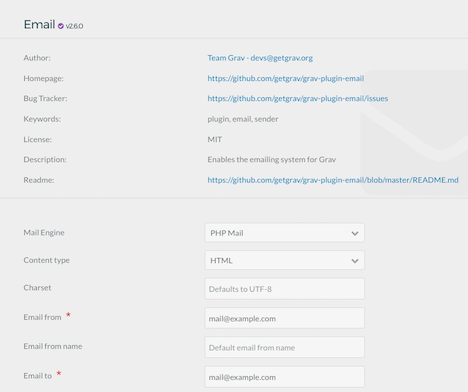 Email v2.6.0
Author: Team Grav - devs@getgrav.org
Homepage: https://github.com/getgrav/grav-plugin-email
Bug Tracker: https://github.com/getgrav/grav-plugin-email/issues
Keywords: plugin, email, sender
License: MIT
Description: Enables the emailing system for Grav
Readme: https://github.com/getgrav/grav-plugin-email/blob/master/README.md
Mail Engine PHP Mail
Content type HTML
Charset Defaults to UTF-8
Email from * mail@example.com
Email from name Default email from name
Email to * mail@example.com